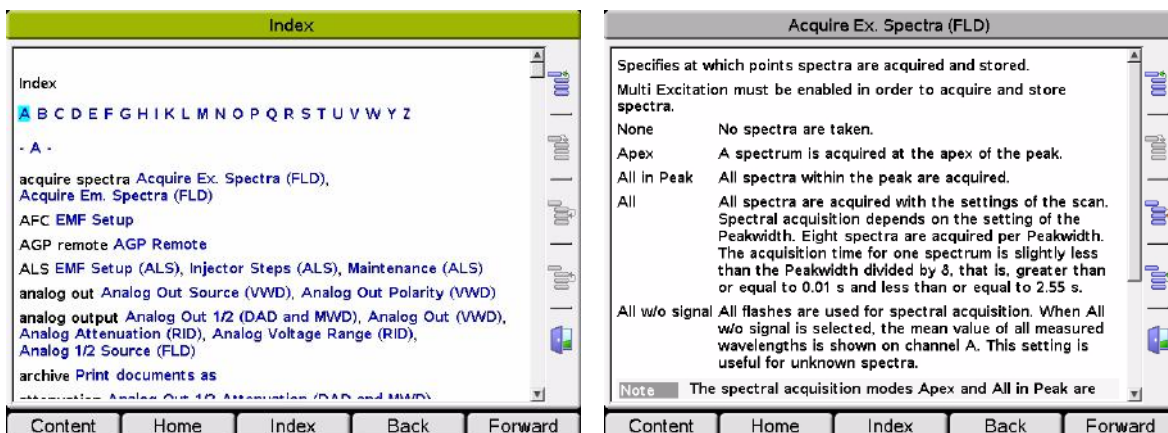 Index
Index
A B C D E F G H I K L M N O P Q R S T U V W Y Z
- A -
acquire spectra Acquire Ex. Spectra (FLD),
Acquire Em. Spectra (FLD)
AFC EMF Setup
AGP remote AGP Remote
ALS EMF Setup (ALS), Injector Steps (ALS), Maintenance (ALS)
analog out Analog Out Source (VWD), Analog Out Polarity (VWD)
analog output Analog Out 1/2 (DAD and MWD), Analog Out (VWD),
Analog Attenuation (RID), Analog Voltage Range (RID),
Analog 1/2 Source (FLD)
archive Print documents as
Content Home Index Back Forward
Acquire Ex. Spectra (FLD)
Specifies at which points spectra are acquired and stored.
Multi Excitation must be enabled in order to acquire and store
spectra.
None No spectra are taken.
Apex A spectrum is acquired at the apex of the peak.
All in Peak All spectra within the peak are acquired.
All All spectra are acquired with the settings of the scan.
Spectral acquisition depends on the setting of the
Peakwidth. Eight spectra are acquired per Peakwidth.
The acquisition time for one spectrum is slightly less
than the Peakwidth divided by 8, that is, greater than
or equal to 0.01 s and less than or equal to 2.55 s.
All w/o signal All flashes are used for spectral acquisition. When All
w/o signal is selected, the mean value of all measured
wavelengths is shown on channel A. This setting is
useful for unknown spectra.
Note The spectral acquisition modes Apex and All in Peak are
Content Home Index Back Forward